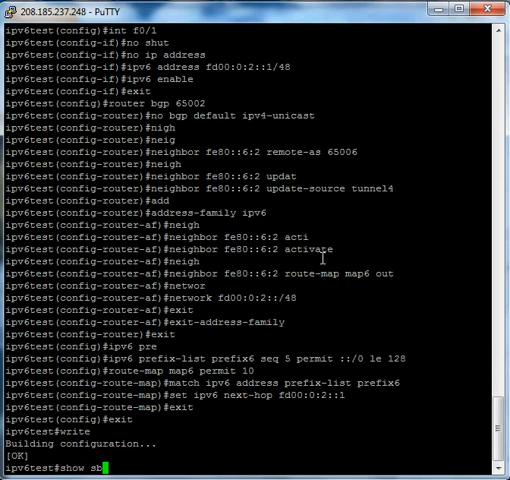 208.185.237.248 - PuTTY
ipv6test(config)#int f0/1
ipv6test(config-if)#no shut
ipv6test(config-if)#no ip address
ipv6test(config-if)#ipv6 address fd00:0:2::1/48
ipv6test(config-if)#ipv6 enable
ipv6test(config-if)#exit
ipv6test(config)#router bgp 65002
ipv6test(config-router)#no bgp default ipv4-unicast
ipv6test(config-router)#nigh
ipv6test(config-router)#neig
ipv6test(config-router)#neighbor fe80::6:2 remote-as 65006
ipv6test(config-router)#neigh
ipv6test(config-router)#neighbor fe80::6:2 updat
ipv6test(config-router)#neighbor fe80::6:2 update-source tunnel4
ipv6test(config-router)#add
ipv6test(config-router)#address-family ipv6
ipv6test(config-router-af)#neigh
ipv6test(config-router-af)#neighbor fe80::6:2 acti
ipv6test(config-router-af)#neighbor fe80::6:2 activate
ipv6test(config-router-af)#neigh
ipv6test(config-router-af)#neighbor fe80::6:2 route-map map6 out
ipv6test(config-router-af)#networ
ipv6test(config-router-af)#network fd00:0:2::/48
ipv6test(config-router-af)#exit
ipv6test(config-router-af)#exit-address-family
ipv6test(config-router)#exit
ipv6test(config)#ipv6 pre
ipv6test(config)#ipv6 prefix-list prefix6 seq 5 permit ::/0 le 128
ipv6test(config)#route-map map6 permit 10
ipv6test(config-route-map)#match ipv6 address prefix-list prefix6
ipv6test(config-route-map)#set ipv6 next-hop fd00:0:2::1
ipv6test(config-route-map)#exit
ipv6test(config)#exit
ipv6test#write
Building configuration...
[OK]
ipv6test#show sb